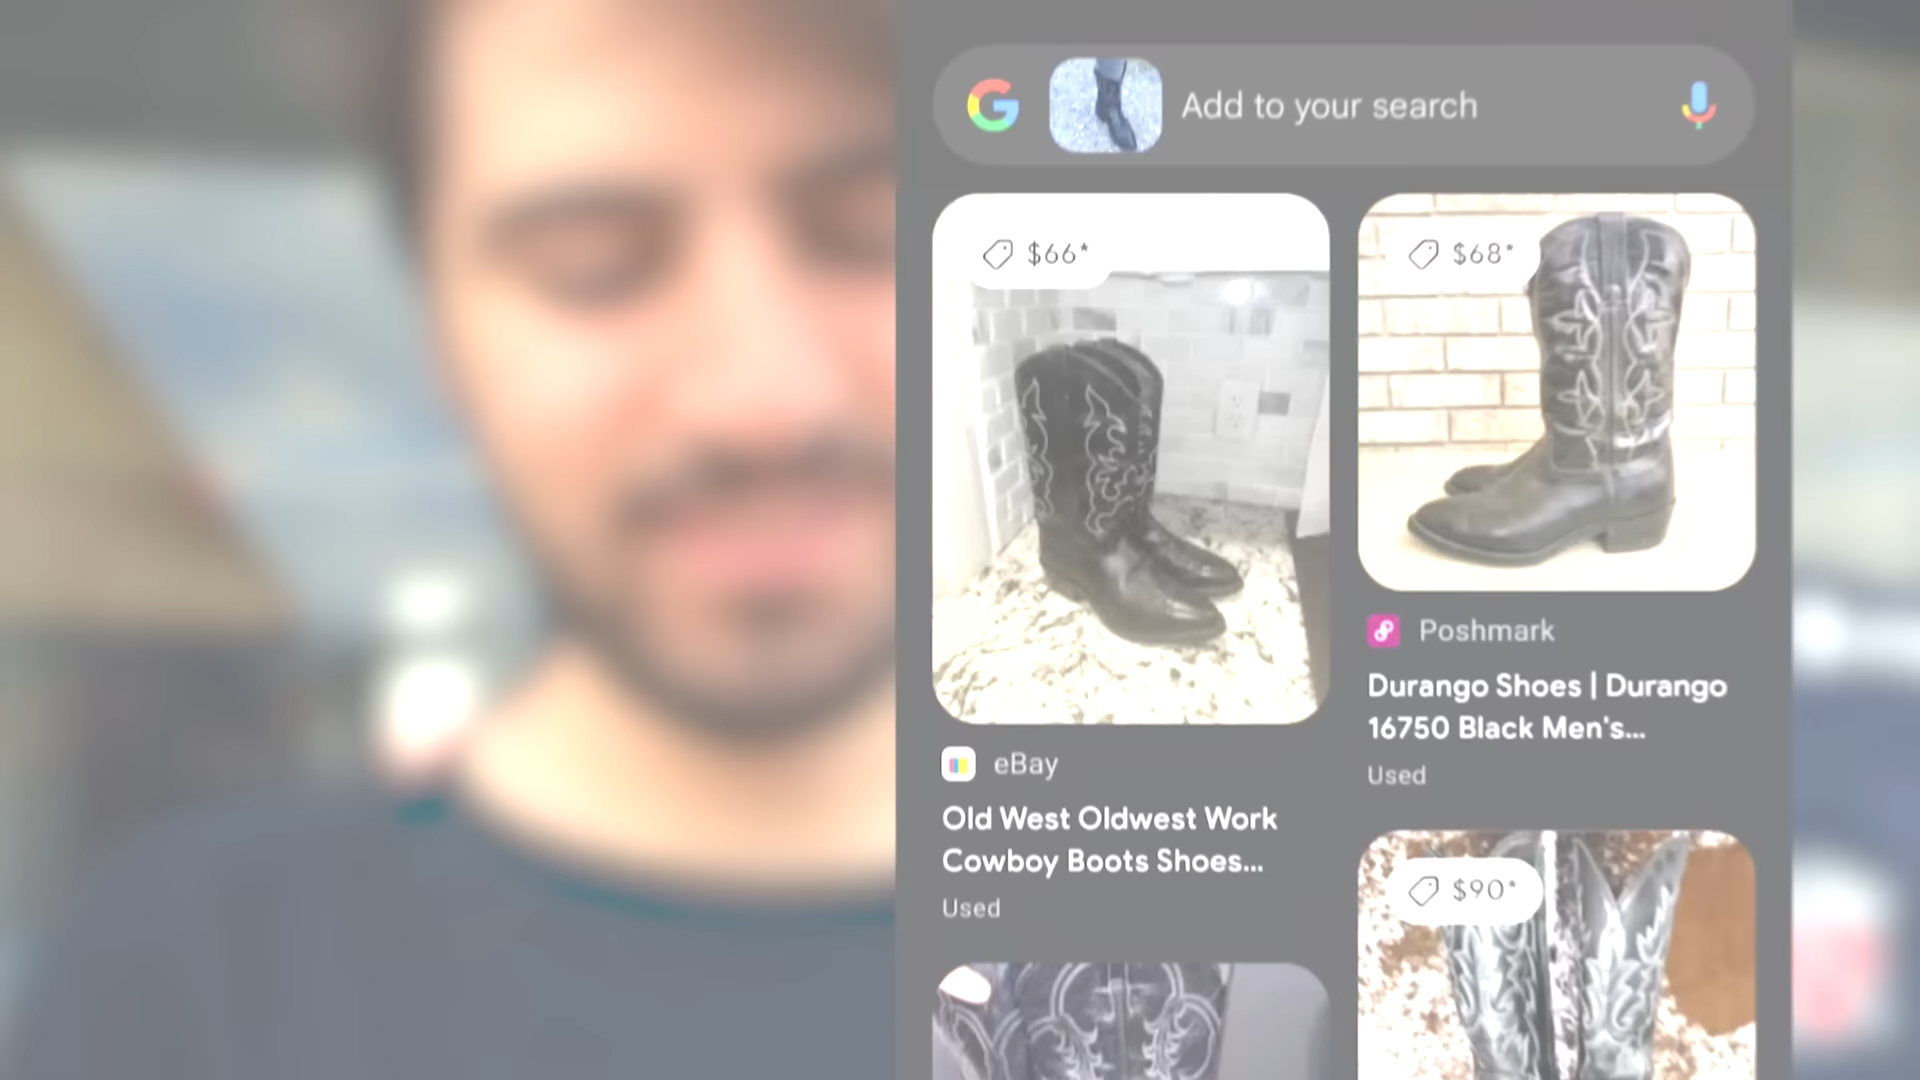 Add to your search
$66*
$68*
Poshmark
Durango Shoes | Durango
16750 Black Men's...
Used
eBay
Old West Oldwest Work
Cowboy Boots Shoes...
Used
$90*